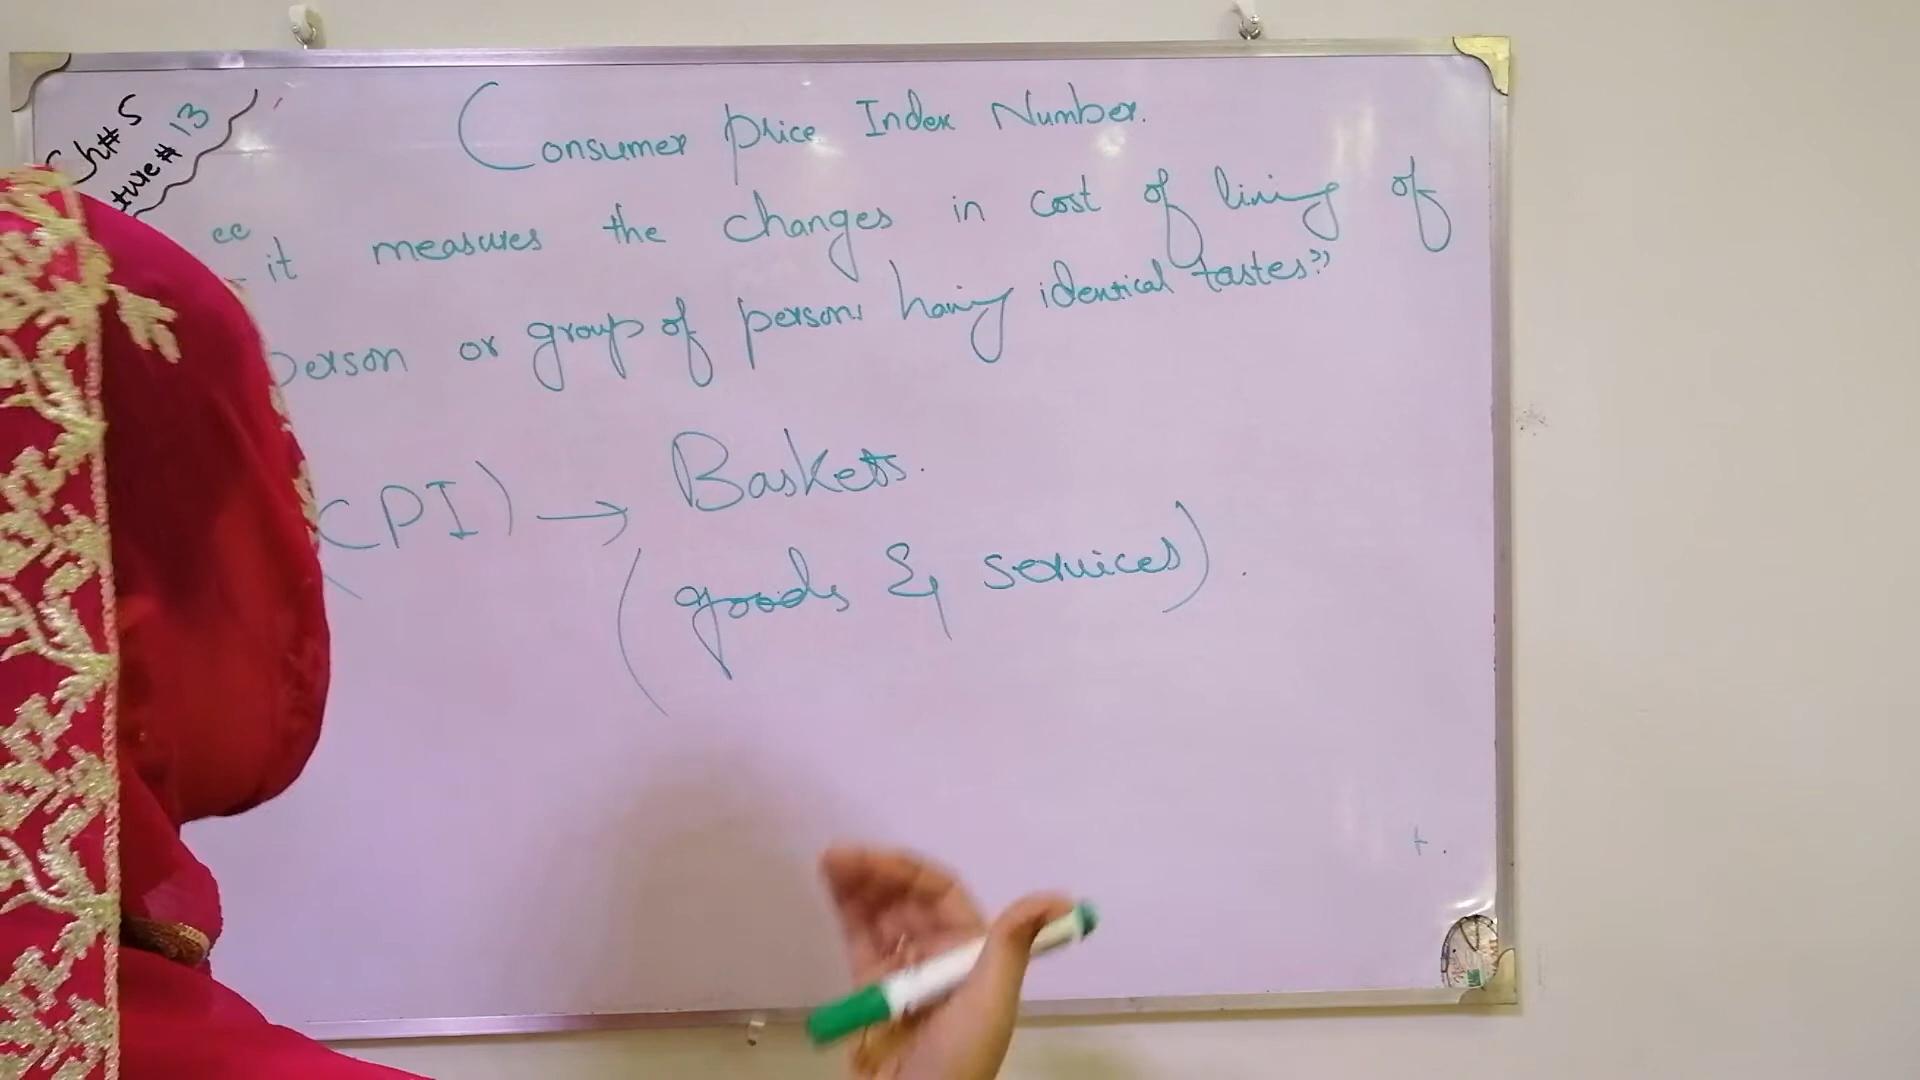 Ch#5
ture#13
Consumer price Index Number.
"it measures the changes in cost of living of
person or group of persons having identical tastes."
(CPI) → Baskets.
(goods & services).